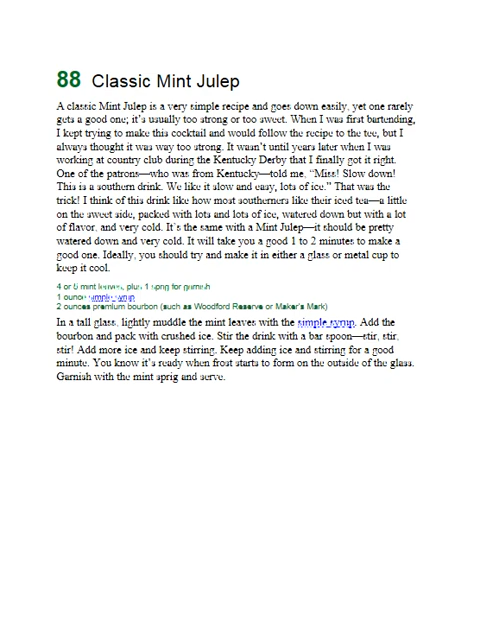 88 Classic Mint Julep
A classic Mint Julep is a very simple recipe and goes down easily, yet one rarely
gets a good one; it's usually too strong or too sweet. When I was first bartending,
I kept trying to make this cocktail and would follow the recipe to the tee, but I
always thought it was way too strong. It wasn't until years later when I was
working at country club during the Kentucky Derby that I finally got it right.
One of the patrons—who was from Kentucky—told me, “Miss! Slow down!
This is a southern drink. We like it slow and easy, lots of ice.” That was the
trick! I think of this drink like how most southerners like their iced tea—a little
on the sweet side, packed with lots and lots of ice, watered down but with a lot
of flavor, and very cold. It's the same with a Mint Julep—it should be pretty
watered down and very cold. It will take you a good 1 to 2 minutes to make a
good one. Ideally, you should try and make it in either a glass or metal cup to
keep it cool.
4 or 5 mint leaves, plus 1 sprig for garnish
1 ounce simple syrup
2 ounces premium bourbon (such as Woodford Reserve or Maker's Mark)
In a tall glass, lightly muddle the mint leaves with the simple syrup. Add the
bourbon and pack with crushed ice. Stir the drink with a bar spoon—stir, stir,
stir! Add more ice and keep stirring. Keep adding ice and stirring for a good
minute. You know it's ready when frost starts to form on the outside of the glass.
Garnish with the mint sprig and serve.